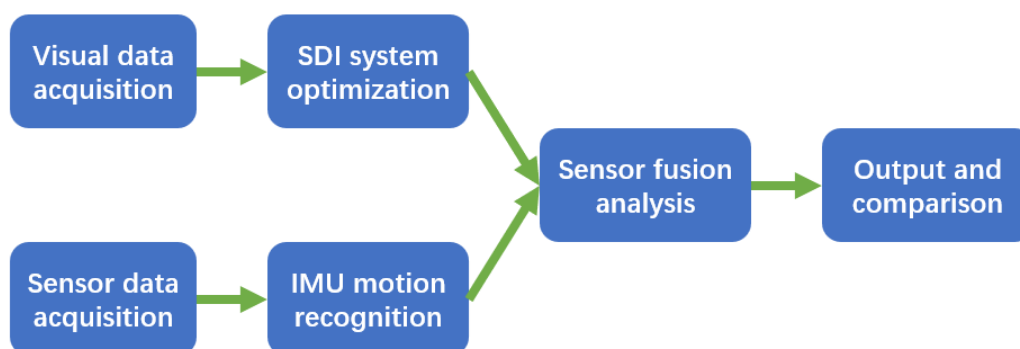 Visual data
acquisition
SDI system
optimization
Sensor fusion
analysis
Output and
comparison
Sensor data
acquisition
IMU motion
recognition